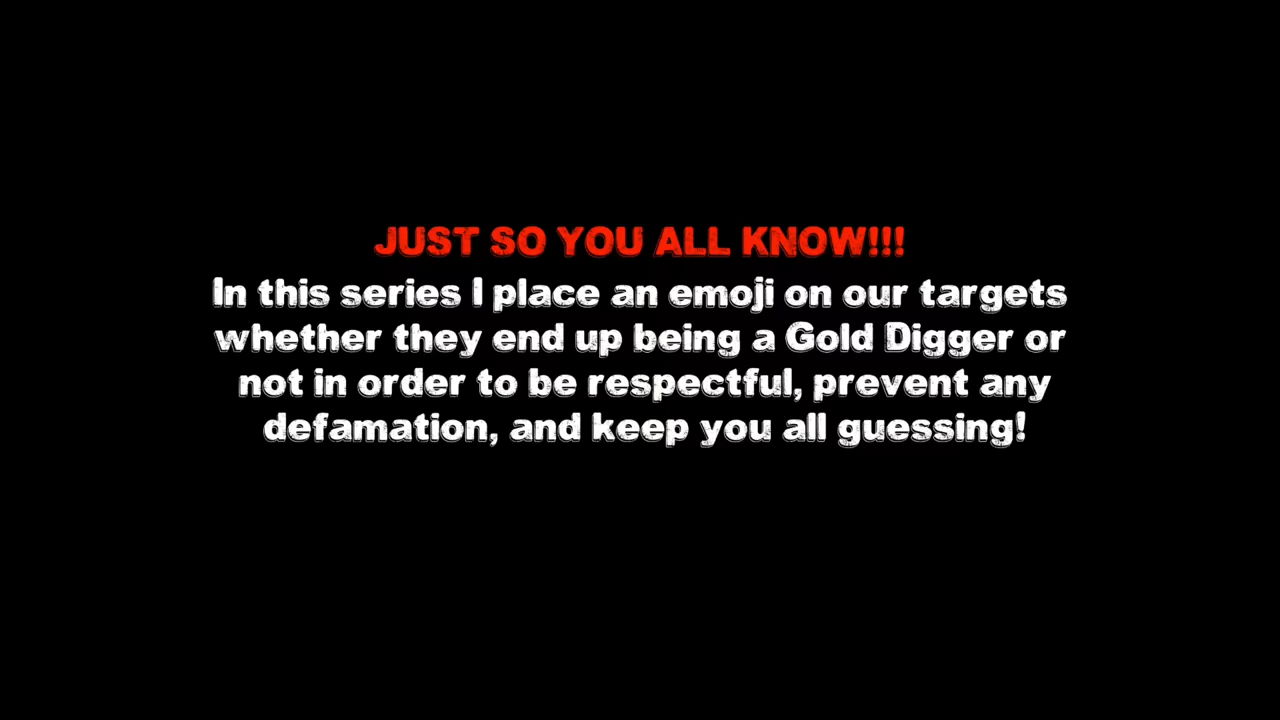 JUST SO YOU ALL KNOW!!!
In this series I place an emoji on our targets
whether they end up being a Gold Digger or
not in order to be respectful, prevent any
defamation, and keep you all guessing!